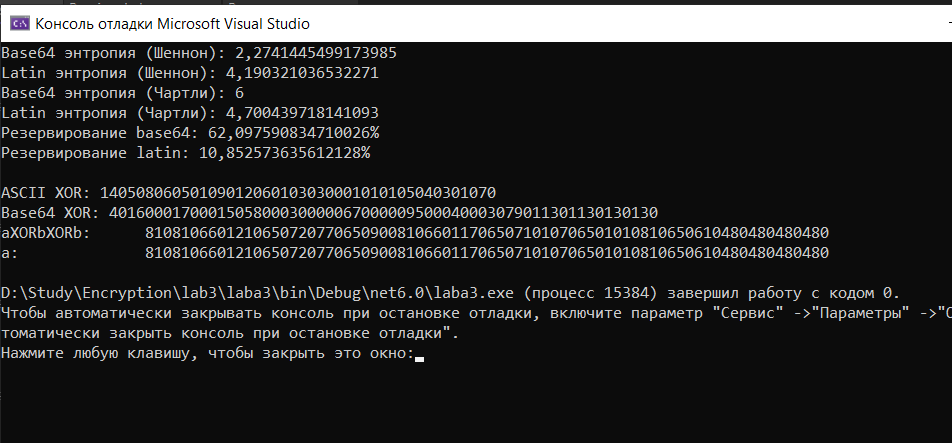 Консоль отладки Microsoft Visual Studio
Base64 энтропия (Шеннон): 2,2741445499173985
Latin энтропия (Шеннон): 4,190321036532271
Base64 энтропия (Чартли): 6
Latin энтропия (Чартли): 4,700439718141093
Резервирование base64: 62,097590834710026%
Резервирование latin: 10,852573635612128%
ASCII XOR: 14050806050109012060103030001010105040301070
Base64 XOR: 4016000170001505800030000067000009500040003079011301130130130
aXORbXORb: 81081066012106507207706509008106601170650710107065010108106506104804804804​80
a: 8108106601210650720770650900810660117065071010706501010810650610480480480480
D:\Study\Encryption\lab3\laba3\bin\Debug\net6.0\laba3.exe (процесс 15384) завершил работу с кодом 0.
Чтобы автоматически закрывать консоль при остановке отладки, включите параметр "Сервис" ->"Параметры" ->"О
томатически закрыть консоль при остановке отладки".
Нажмите любую клавишу, чтобы закрыть это окно: